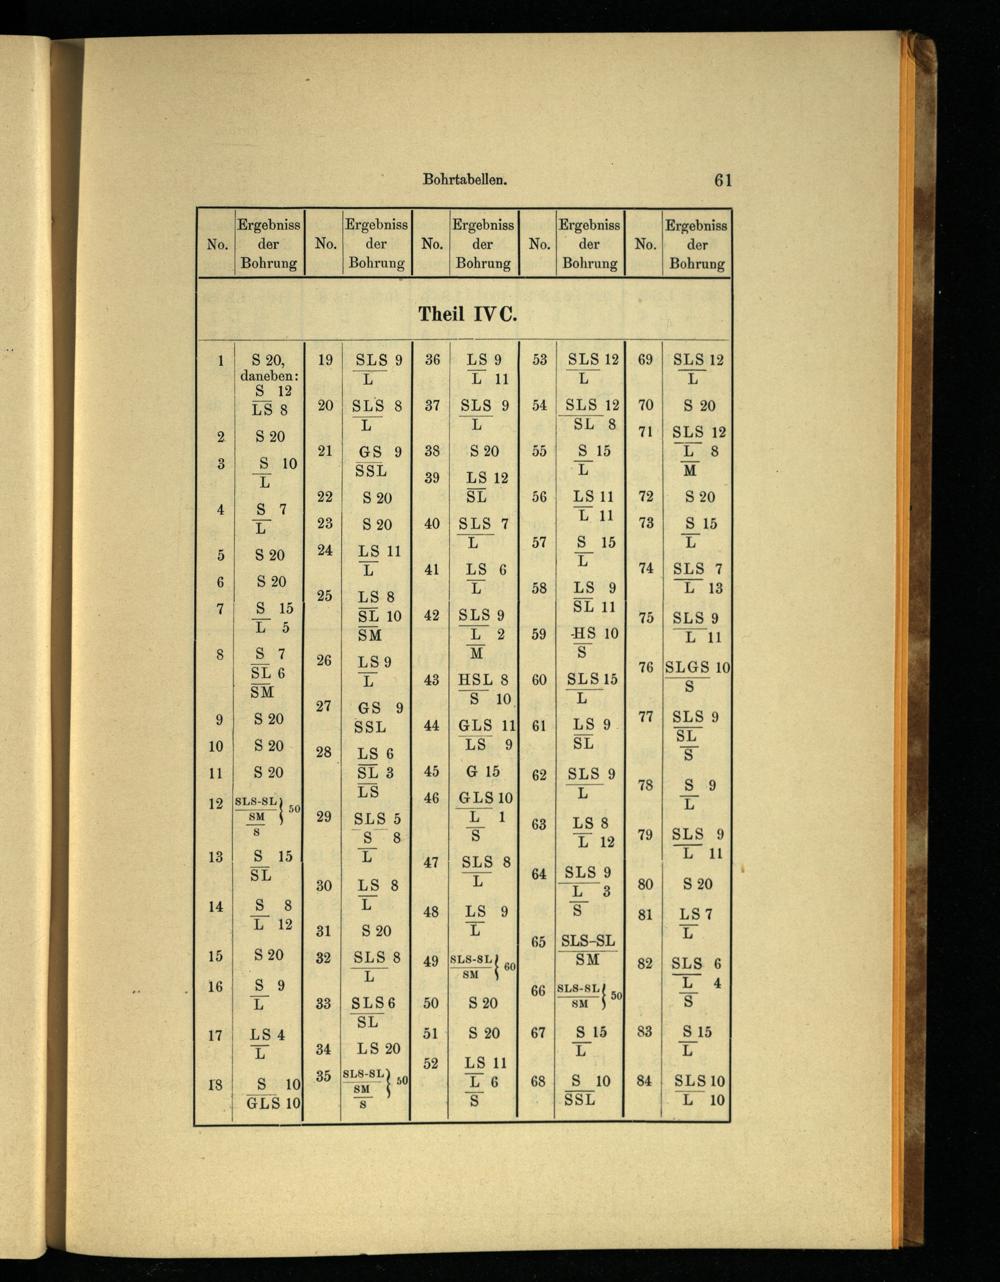 Bohrtabellen. 61
No. Ergebniss der Bohrung No. Ergebniss der Bohrung No. Ergebniss der Bohrung No. Ergebniss der Bohrung No. Ergebniss der Bohrung
Theil IV C.
1 S 20,
daneben:
S 12
LS 8
2 S 20
3 S 10
L
4 S 7
L
5 S 20
6 S 20
7 S 15
L 5
8 S 7
SL 6
SM
9 S 20
10 S 20
11 S 20
12 SLS-SL
SM } 50
S
13 S 15
SL
14 S 8
L 12
15 S 20
16 S 9
L
17 LS 4
L
18 S 10
GLS 10
19 SLS 9
L
20 SLS 8
L
21 GS 9
SSL
22 S 20
23 S 20
24 LS 11
L
25 LS 8
SL 10
SM
26 LS 9
L
27 GS 9
SSL
28 LS 6
SL 3
LS
29 SLS 5
S 8
L
30 LS 8
L
31 S 20
32 SLS 8
L
33 SLS 6
SL
34 LS 20
35 SLS-SL
SM } 50
S
36 LS 9
L 11
37 SLS 9
L
38 S 20
39 LS 12
SL
40 SLS 7
L
41 LS 6
L
42 SLS 9
L 2
M
43 HSL 8
S 10
44 GLS 11
LS 9
45 G 15
46 GLS 10
L 1
S
47 SLS 8
L
48 LS 9
L
49 SLS-SL
SM } 60
50 S 20
51 S 20
52 LS 11
L 6
S
53 SLS 12
L
54 SLS 12
SL 8
55 S 15
L
56 LS 11
L 11
57 S 15
L
58 LS 9
SL 11
59 HS 10
S
60 SLS 15
L
61 LS 9
SL
62 SLS 9
L
63 LS 8
L 12
64 SLS 9
L 3
S
65 SLS-SL
SM
66 SLS-SL
SM } 50
67 S 15
L
68 S 10
SSL
69 SLS 12
L
70 S 20
71 SLS 12
L 8
M
72 S 20
73 S 15
L
74 SLS 7
L 13
75 SLS 9
L 11
76 SLGS 10
S
77 SLS 9
SL
S
78 S 9
L
79 SLS 9
L 11
80 S 20
81 LS 7
L
82 SLS 6
L 4
S
83 S 15
L
84 SLS 10
L 10